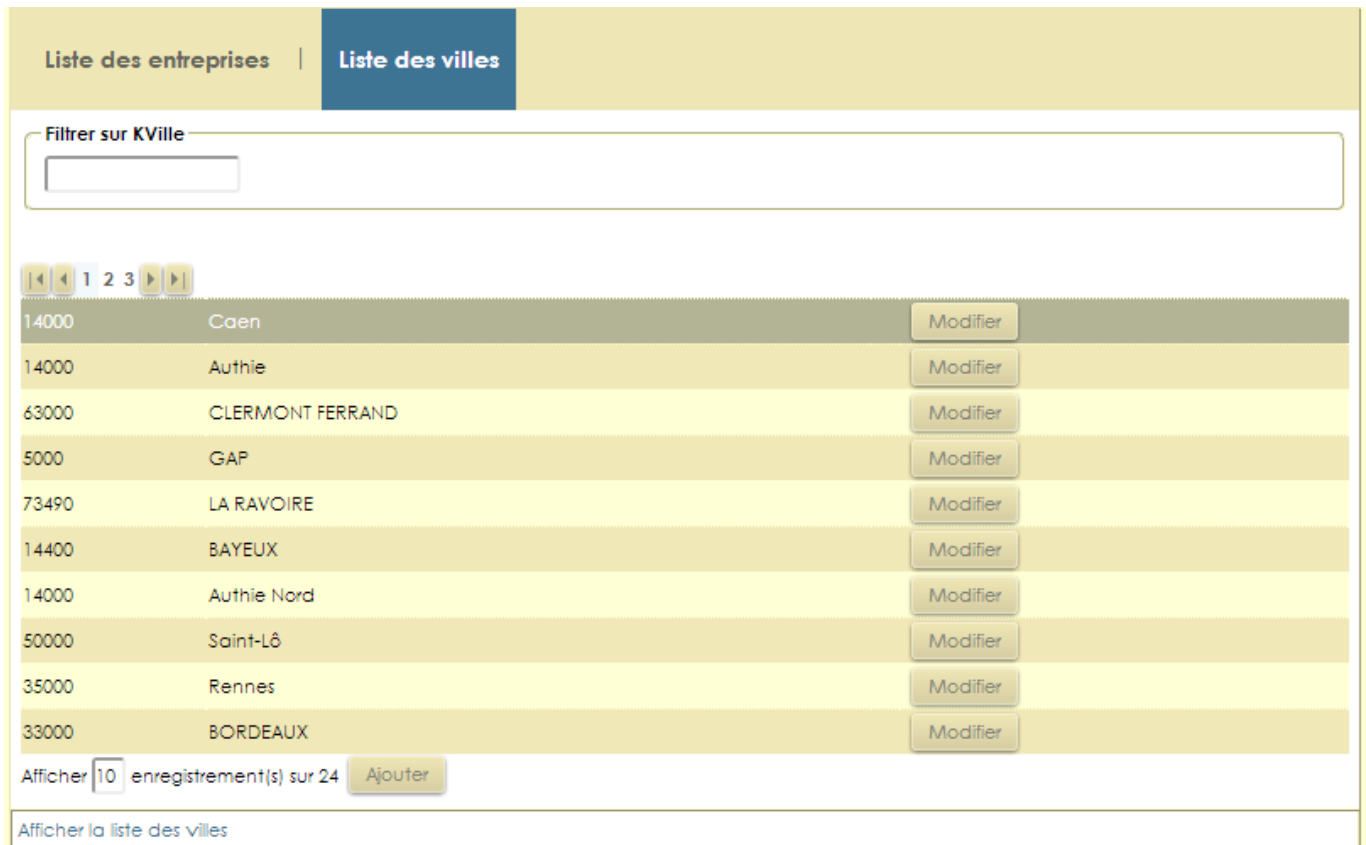 Liste des entreprises | Liste des villes
Filtrer sur KVille
1 2 3
14000 Caen Modifier
14000 Authie Modifier
63000 CLERMONT FERRAND Modifier
5000 GAP Modifier
73490 LA RAVOIRE Modifier
14400 BAYEUX Modifier
14000 Authie Nord Modifier
50000 Saint-Lô Modifier
35000 Rennes Modifier
33000 BORDEAUX Modifier
Afficher 10 enregistrement(s) sur 24 Ajouter
Afficher la liste des villes